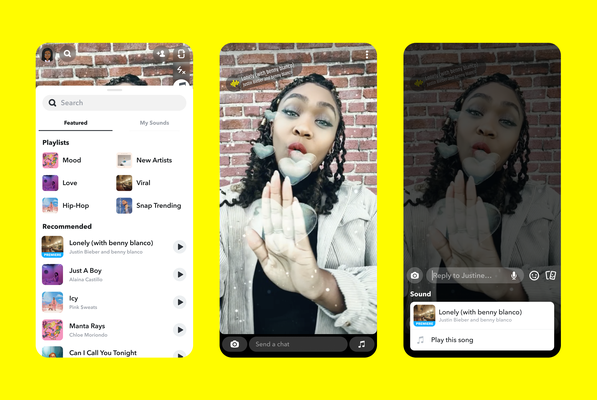 Search
Featured
My Sounds
Playlists
Mood
New Artists
Love
Viral
Hip-Hop
Snap Trending
Recommended
Lonely (with benny blanco)
Justin Bieber and benny blanco
PREMIERE
Just A Boy
Alaina Castillo
Icy
Pink Sweat$
Manta Rays
Chloe Moriondo
Can I Call You Tonight
Lonely (with benny blanco)
Justin Bieber and benny blanco
Send a chat
Reply to Justine...
Sound
Lonely (with benny blanco)
Justin Bieber and benny blanco
PREMIERE
Play this song